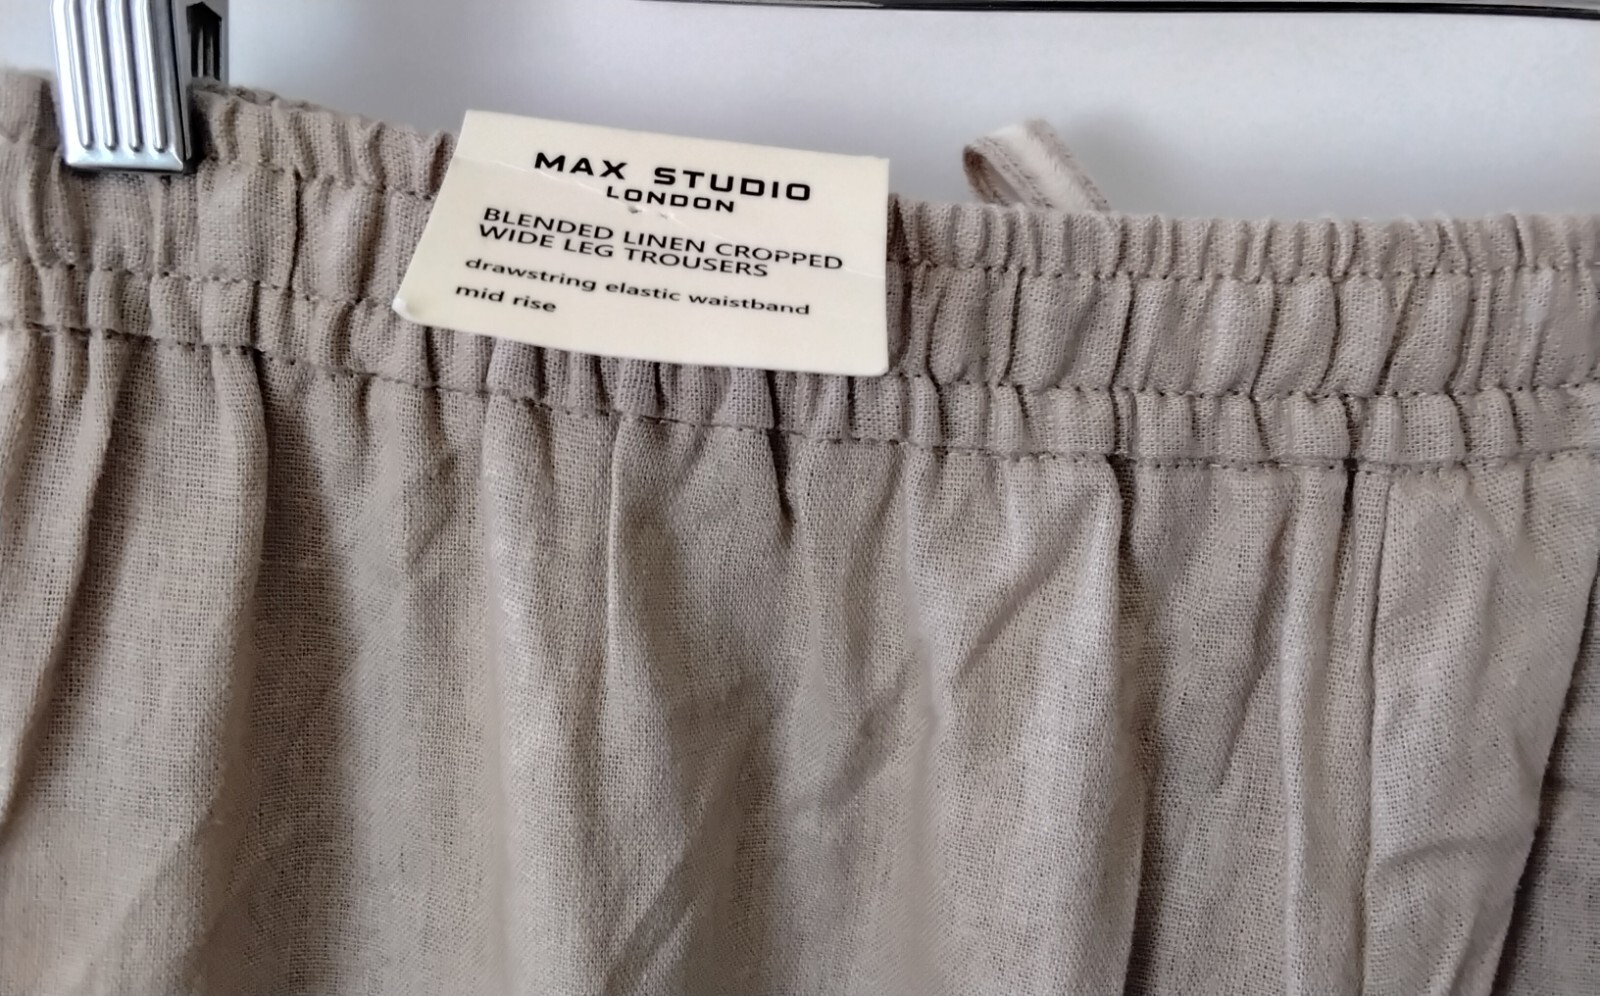 MAX STUDIO
LONDON
BLENDED LINEN CROPPED
WIDE LEG TROUSERS
drawstring elastic waistband
mid rise